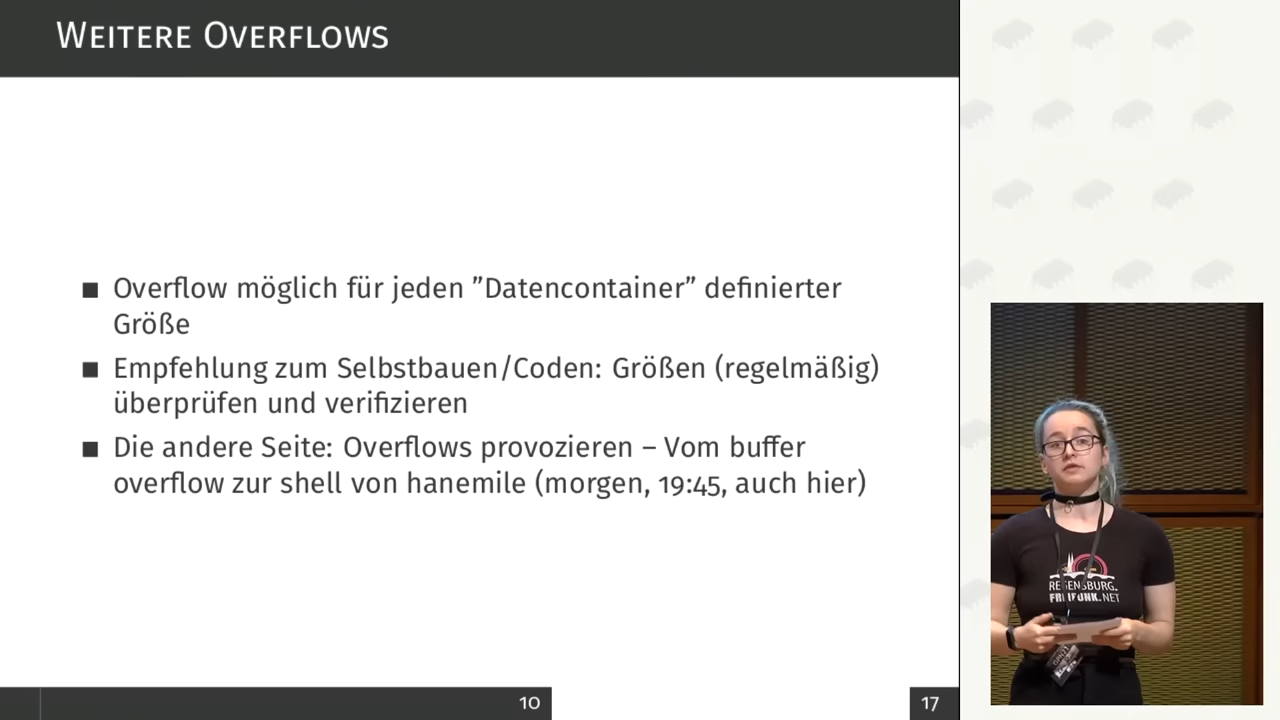 WEITERE OVERFLOWS
■ Overflow möglich für jeden ”Datencontainer” definierter
Größe
■ Empfehlung zum Selbstbauen/Coden: Größen (regelmäßig)
überprüfen und verifizieren
■ Die andere Seite: Overflows provozieren – Vom buffer
overflow zur shell von hanemile (morgen, 19:45, auch hier)
10
17
REGENSBURG.
FREIFUNK.NET